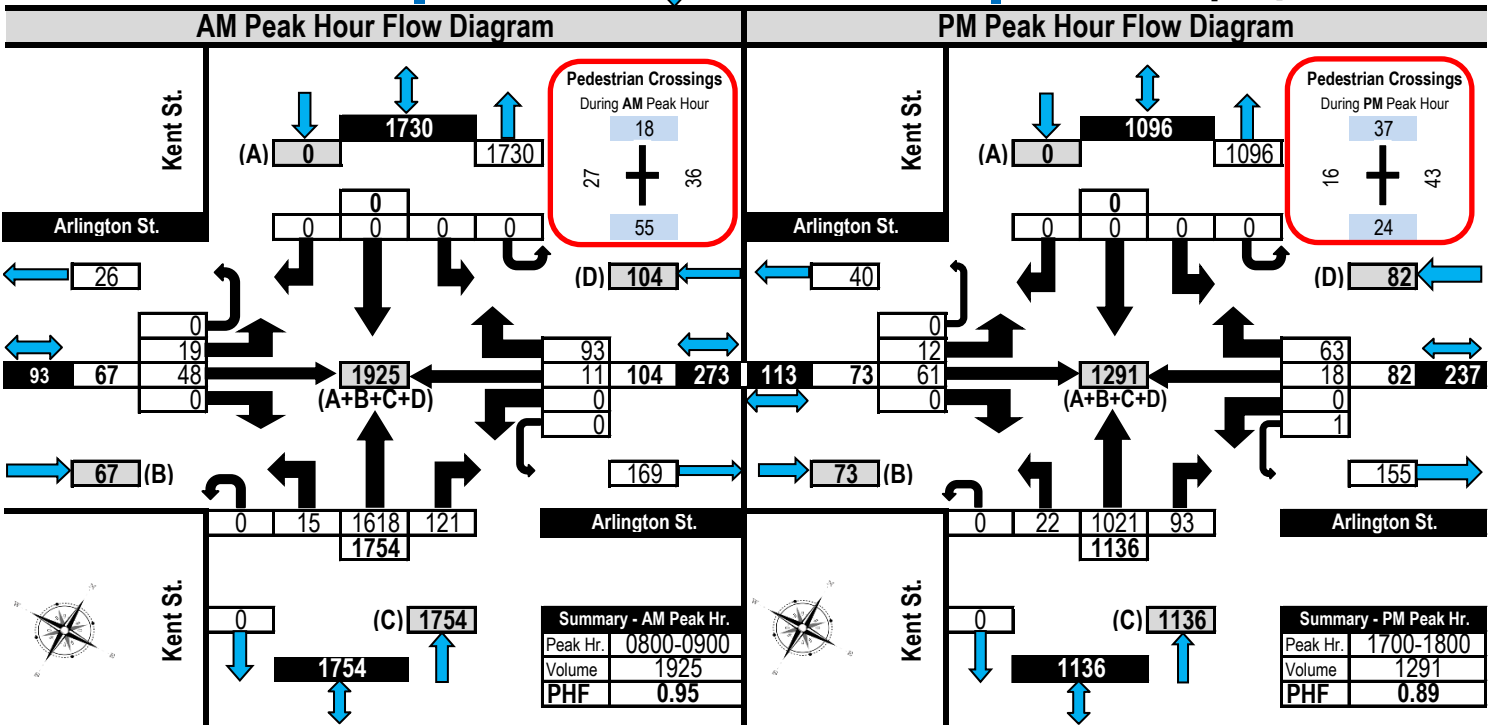 AM Peak Hour Flow Diagram
Kent St.
1730
(A) 0 1730
Pedestrian Crossings
During AM Peak Hour
18
27 36
55
0
0 0 0 0
Arlington St.
26
(D) 104
0
19
48
0
93 67
1925
(A+B+C+D)
93
11
0
0
104 273
67 (B)
169
0 15 1618 121
1754
Arlington St.
Kent St.
0
(C) 1754
1754
Summary - AM Peak Hr.
Peak Hr. 0800-0900
Volume 1925
PHF 0.95
PM Peak Hour Flow Diagram
Kent St.
1096
(A) 0 1096
Pedestrian Crossings
During PM Peak Hour
37
16 43
24
0
0 0 0 0
Arlington St.
40
(D) 82
0
12
61
0
113 73
1291
(A+B+C+D)
63
18
0
1
82 237
73 (B)
155
0 22 1021 93
1136
Arlington St.
Kent St.
0
(C) 1136
1136
Summary - PM Peak Hr.
Peak Hr. 1700-1800
Volume 1291
PHF 0.89